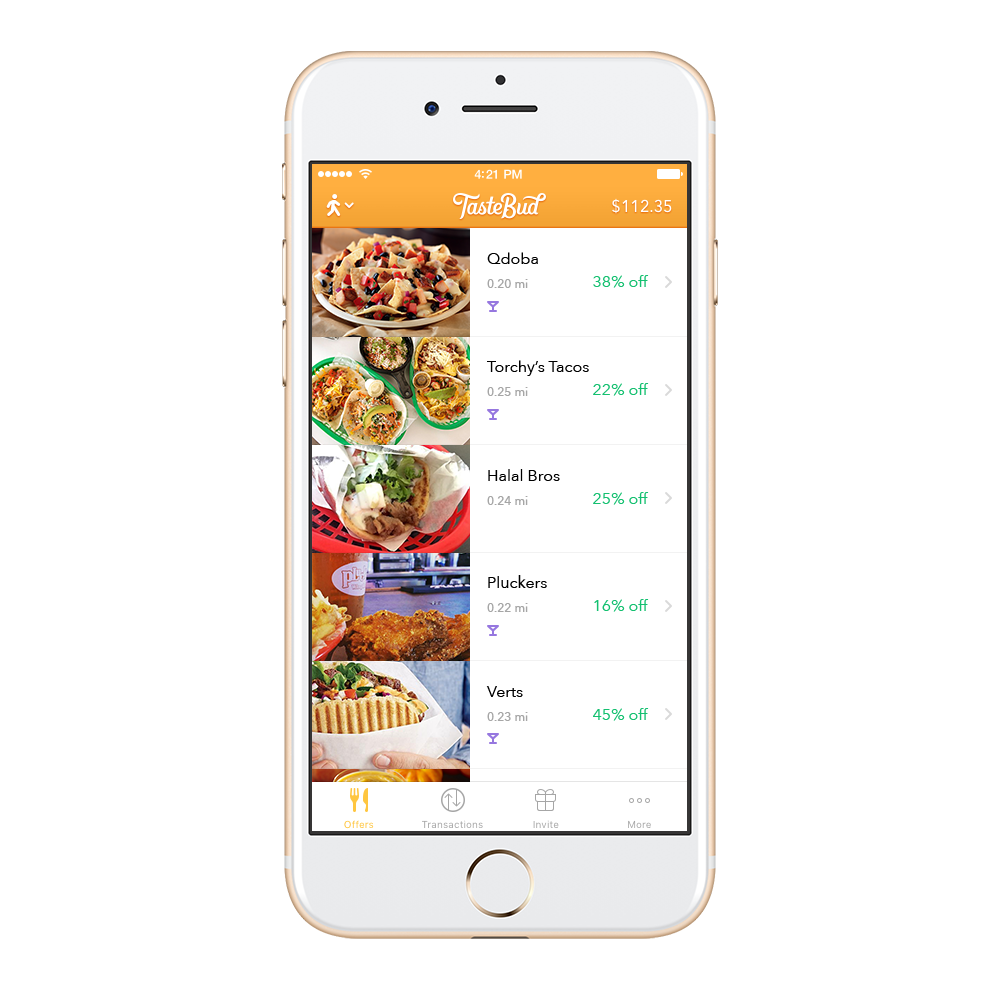 4:21 PM
TasteBud
$112.35
Qdoba
0.20 mi
38% off
Torchy's Tacos
0.25 mi
22% off
Halal Bros
0.24 mi
25% off
Pluckers
0.22 mi
16% off
Verts
0.23 mi
45% off
Offers
Transactions
Invite
More